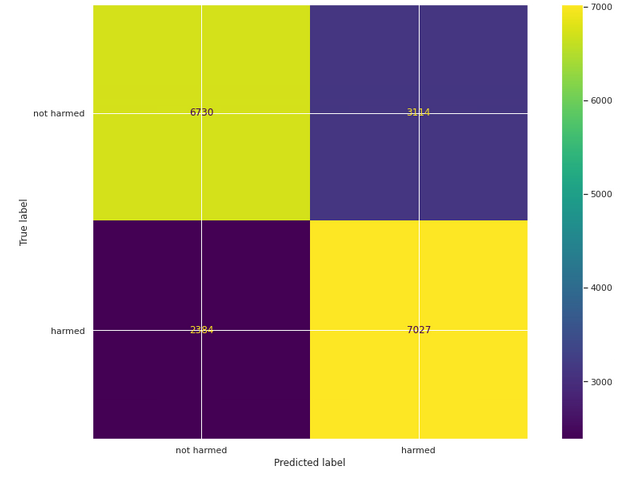 7000
6730
3114
not harmed
6000
5000
True label
4000
2384
7027
harmed
3000
not harmed
harmed
Predicted label